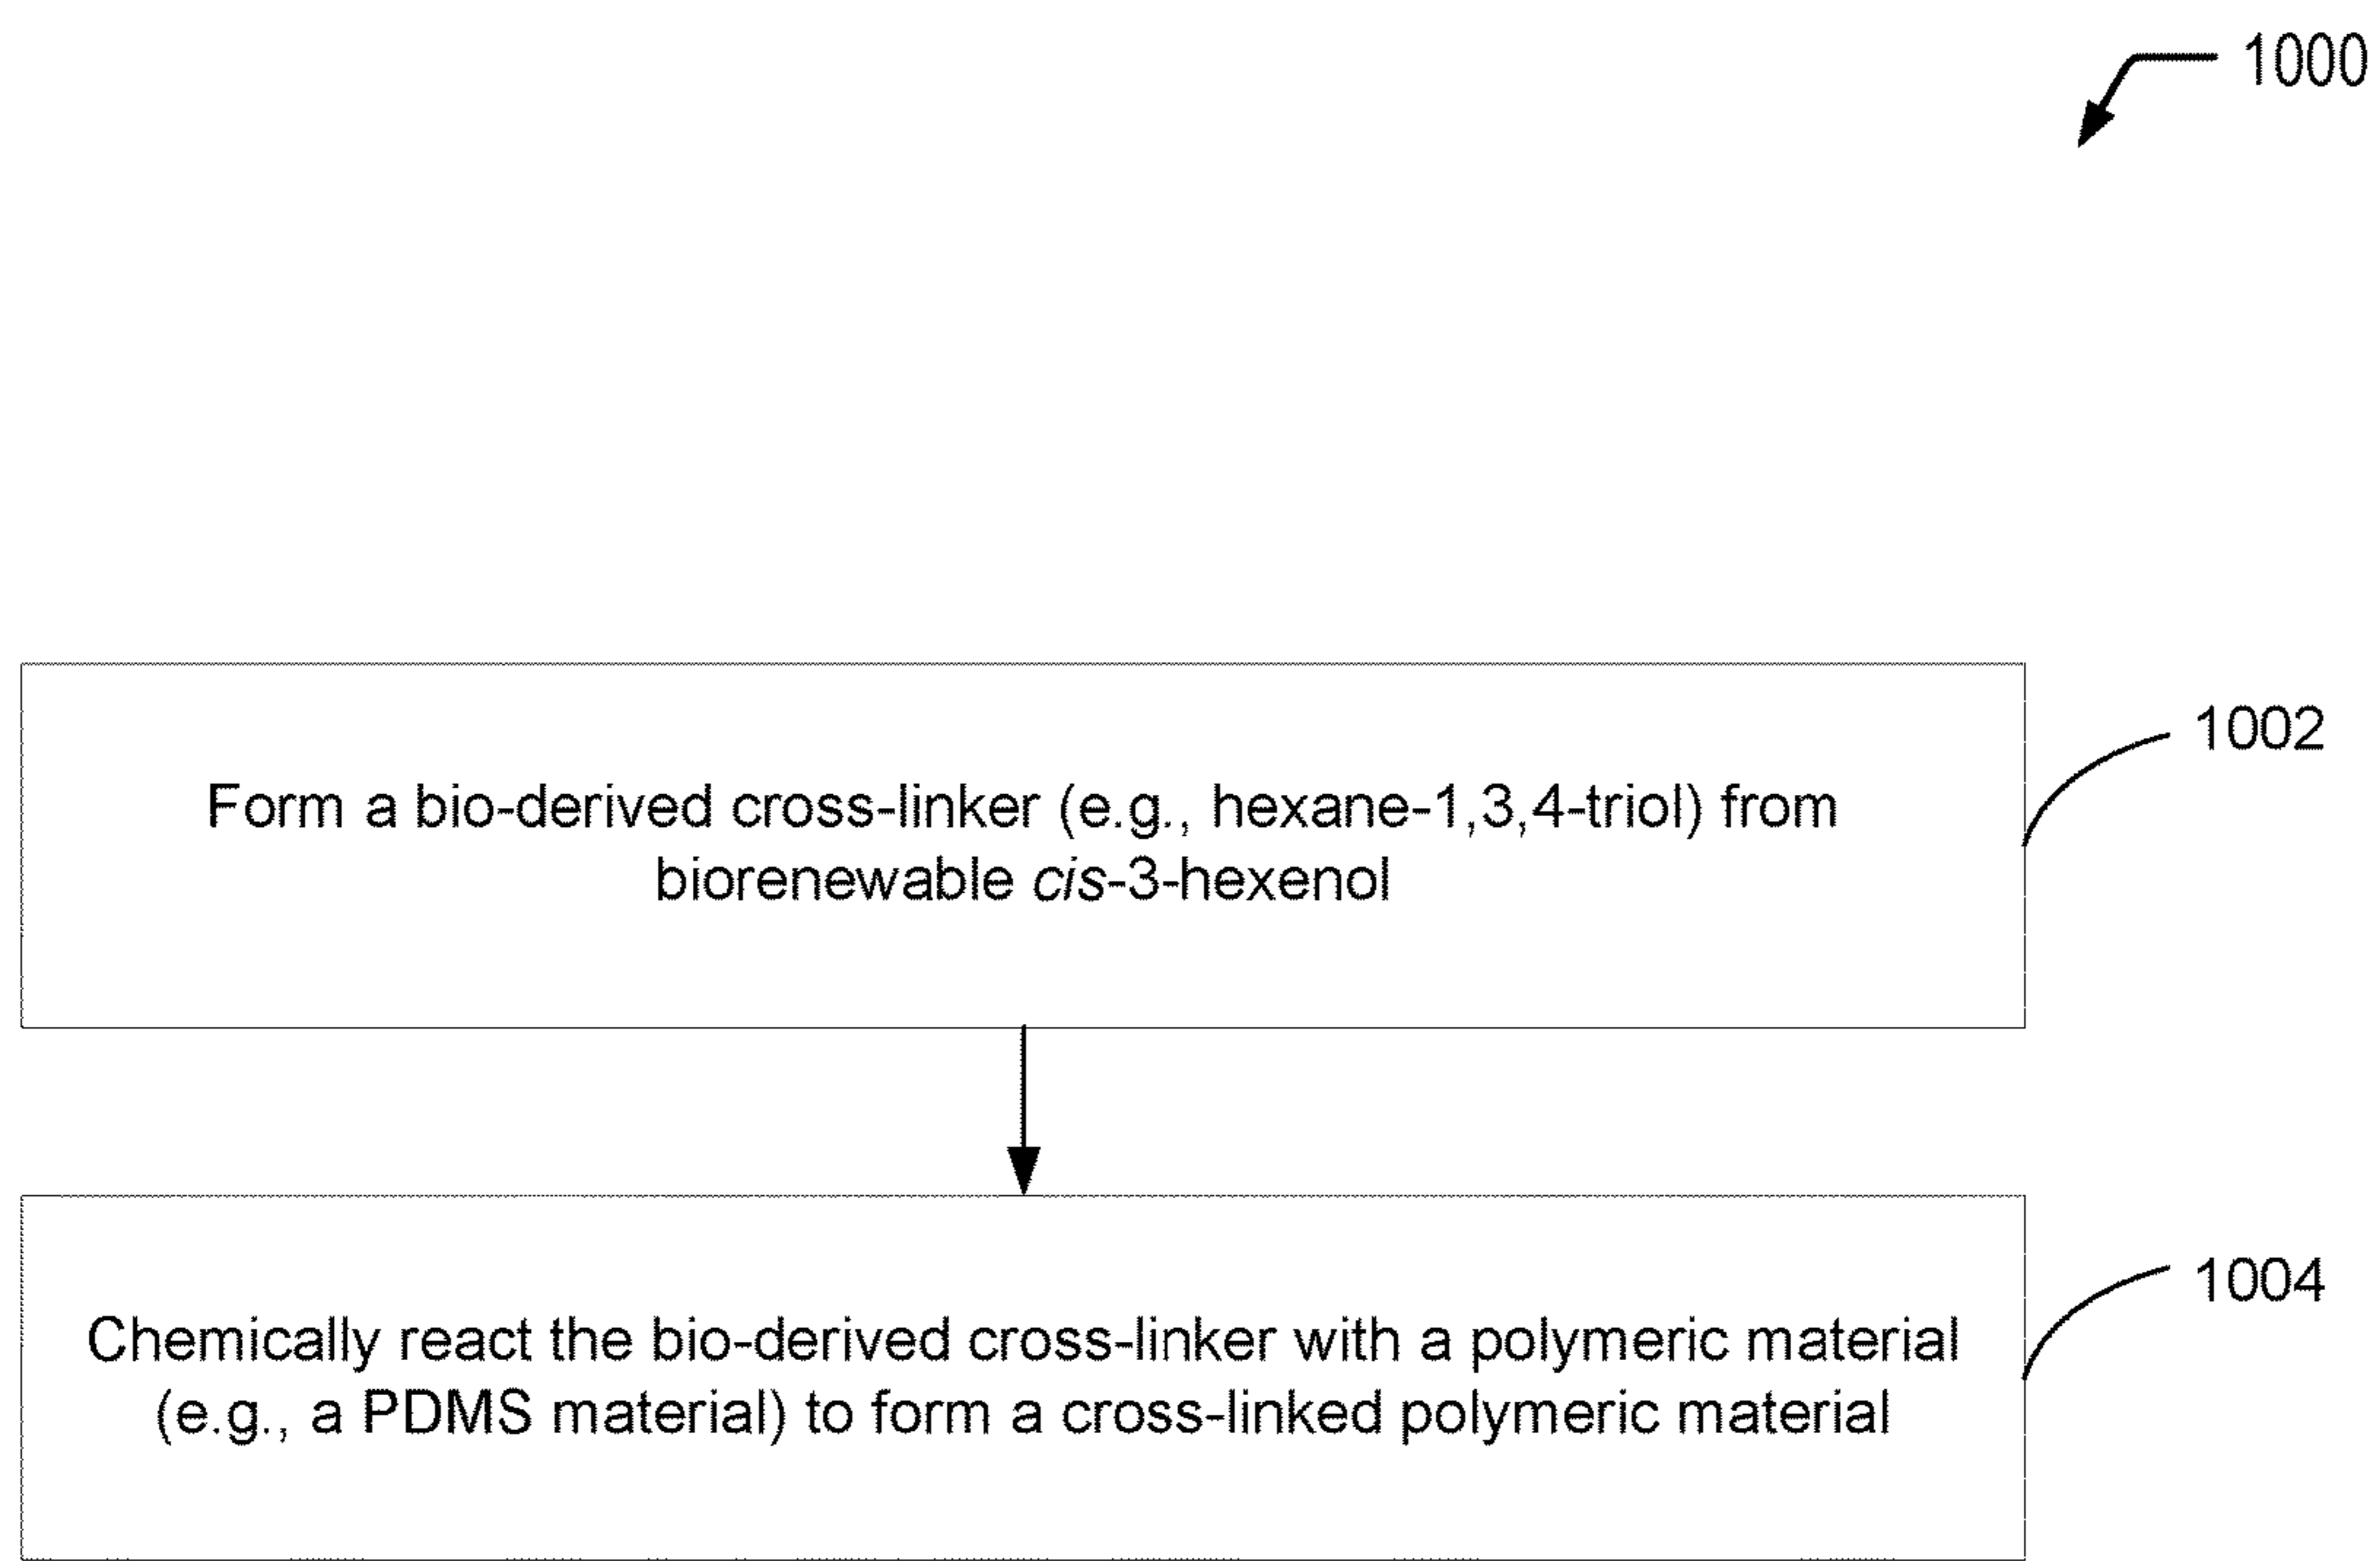 1000
Form a bio-derived cross-linker (e.g., hexane-1,3,4-triol) from
biorenewable cis-3-hexenol
1002
Chemically react the bio-derived cross-linker with a polymeric material
(e.g., a PDMS material) to form a cross-linked polymeric material
1004